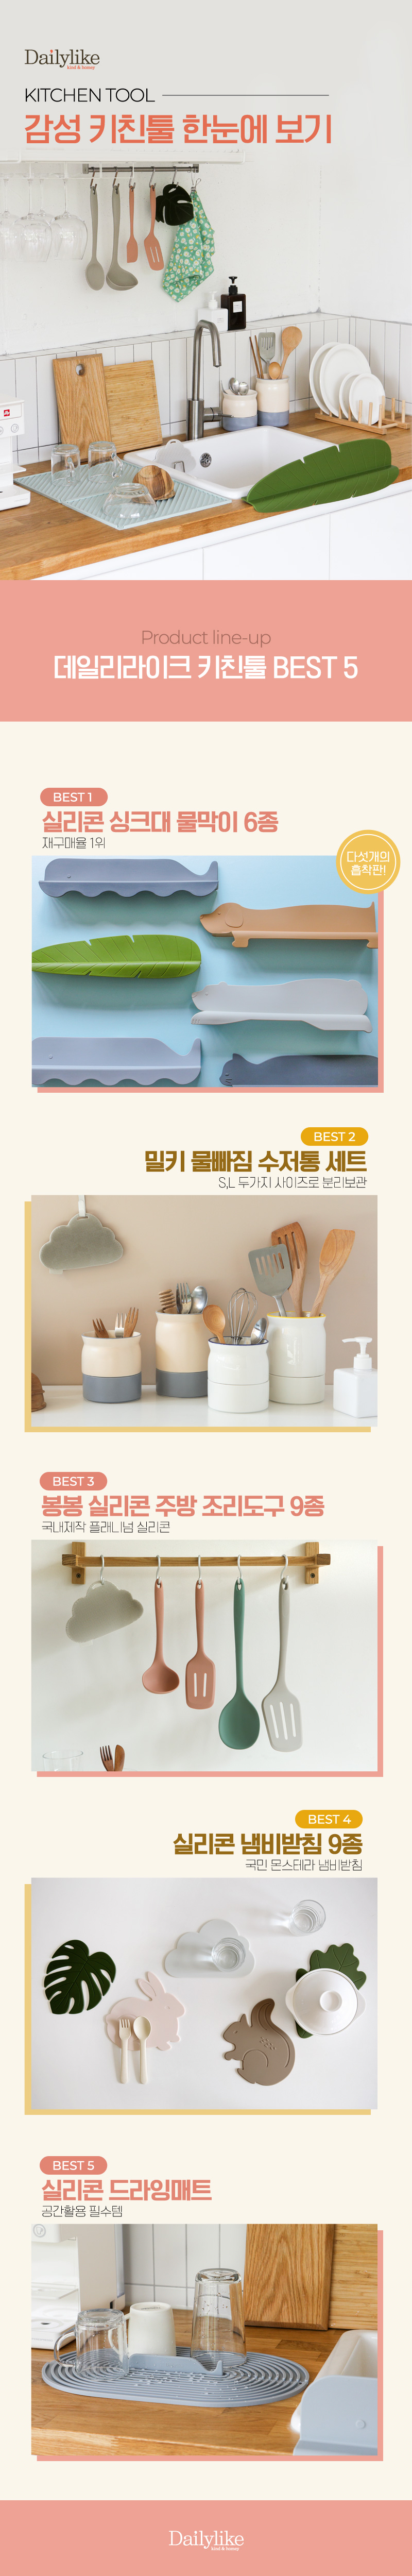 Dailylike
kind & breezy
KITCHEN TOOL
감성 키친툴 한눈에 보기
Product line-up
데일리라이크 키친툴 BEST 5
BEST 1
실리콘 싱크대 물막이 6종
재구매율 1위
다섯개의
흡착판!
BEST 2
밀키 물빠짐 수저통 세트
S,L 두가지 사이즈로 분리보관
BEST 3
봉봉 실리콘 주방 조리도구 9종
국내제작 플래티넘 실리콘
BEST 4
실리콘 냄비받침 9종
국민 몬스테라 냄비받침
BEST 5
실리콘 드라잉매트
공간활용 필수템
Dailylike
kind & breezy